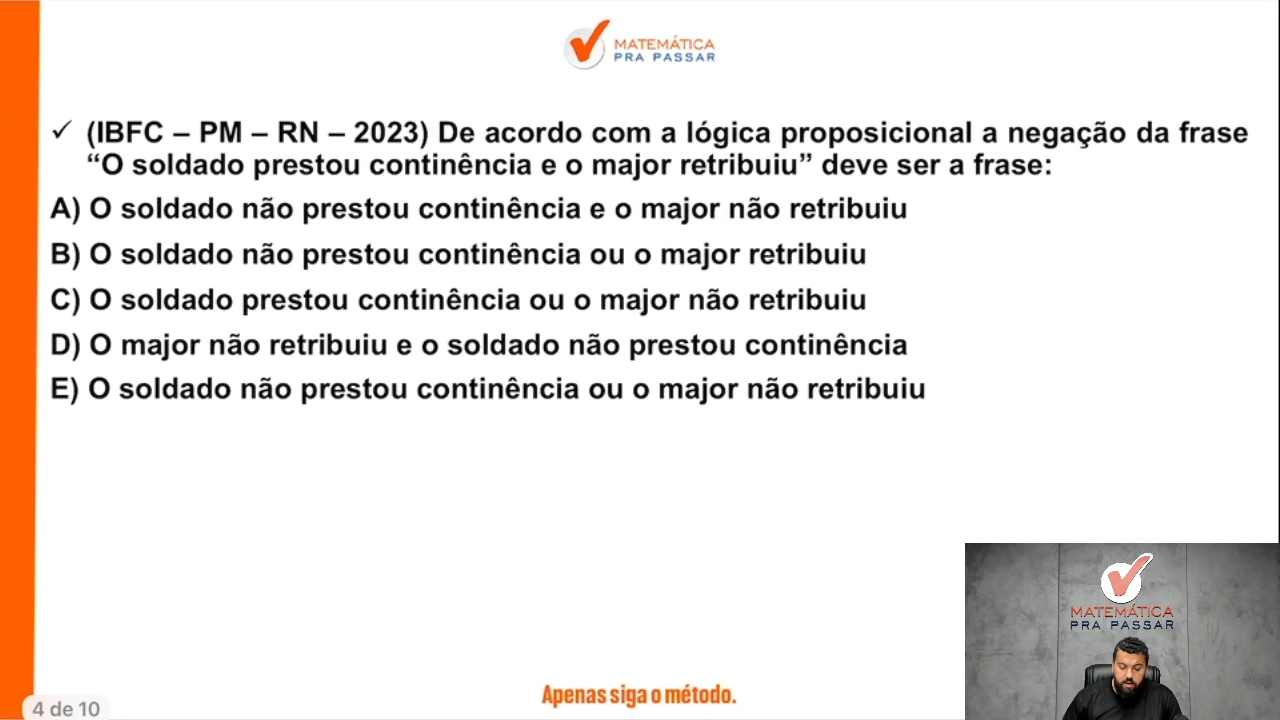 MATEMÁTICA
PRA PASSAR
✓ (IBFC – PM – RN – 2023) De acordo com a lógica proposicional a negação da frase
“O soldado prestou continência e o major retribuiu” deve ser a frase:
A) O soldado não prestou continência e o major não retribuiu
B) O soldado não prestou continência ou o major retribuiu
C) O soldado prestou continência ou o major não retribuiu
D) O major não retribuiu e o soldado não prestou continência
E) O soldado não prestou continência ou o major não retribuiu
MATEMÁTICA
PRA PASSAR
Apenas siga o método.
4 de 10